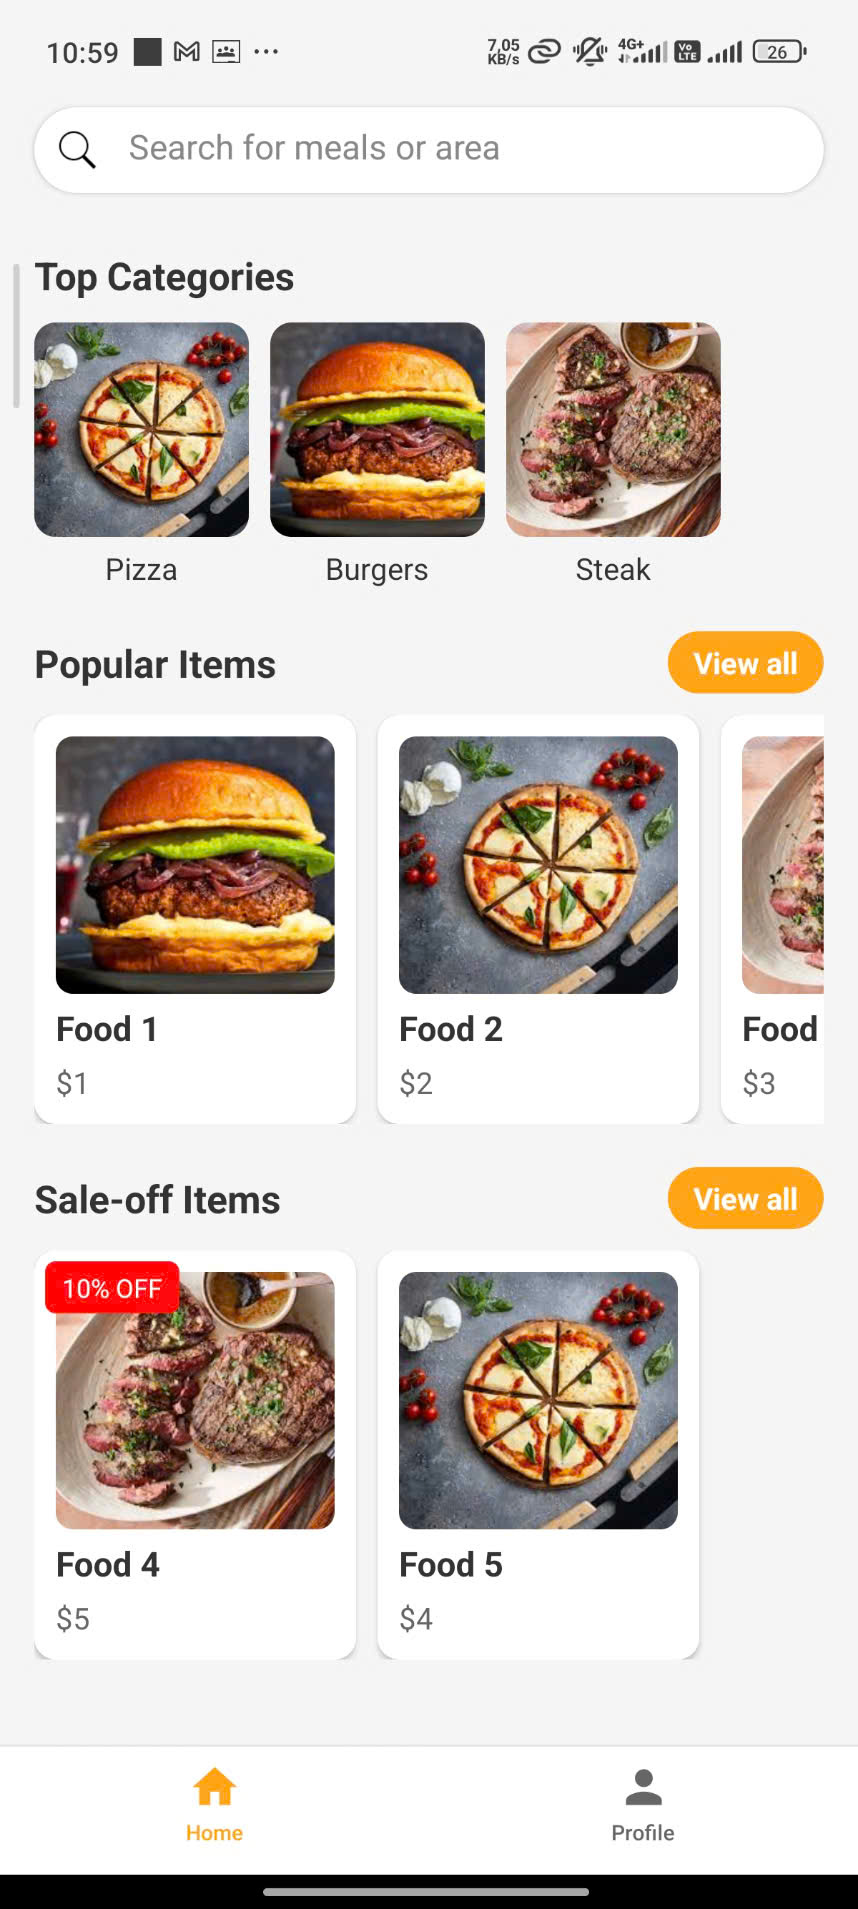 10:59
7,05
KB/s
4G+
Vo
LTE
26
Search for meals or area
Top Categories
Pizza
Burgers
Steak
Popular Items
View all
Food 1
Food 2
Food
$1
$2
$3
Sale-off Items
View all
10% OFF
Food 4
Food 5
$5
$4
Home
Profile